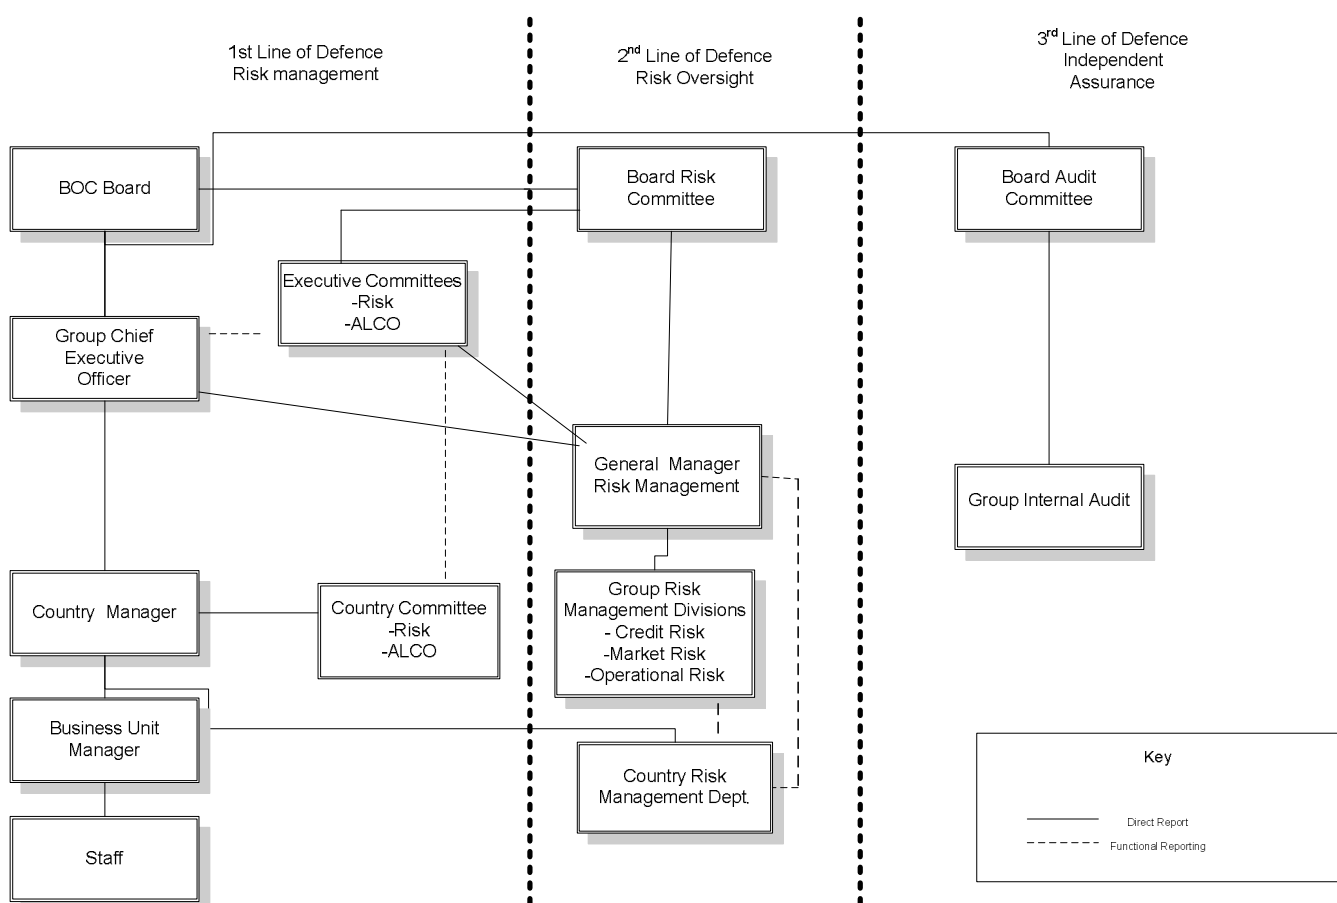 1st Line of Defence
Risk management
2nd Line of Defence
Risk Oversight
3rd Line of Defence
Independent
Assurance
BOC Board
Board Risk
Committee
Board Audit
Committee
Executive Committees
-Risk
-ALCO
Group Chief
Executive
Officer
General Manager
Risk Management
Group Internal Audit
Country Manager
Country Committee
-Risk
-ALCO
Group Risk
Management Divisions
- Credit Risk
-Market Risk
-Operational Risk
Business Unit
Manager
Country Risk
Management Dept.
Staff
Key
Direct Report
Functional Reporting